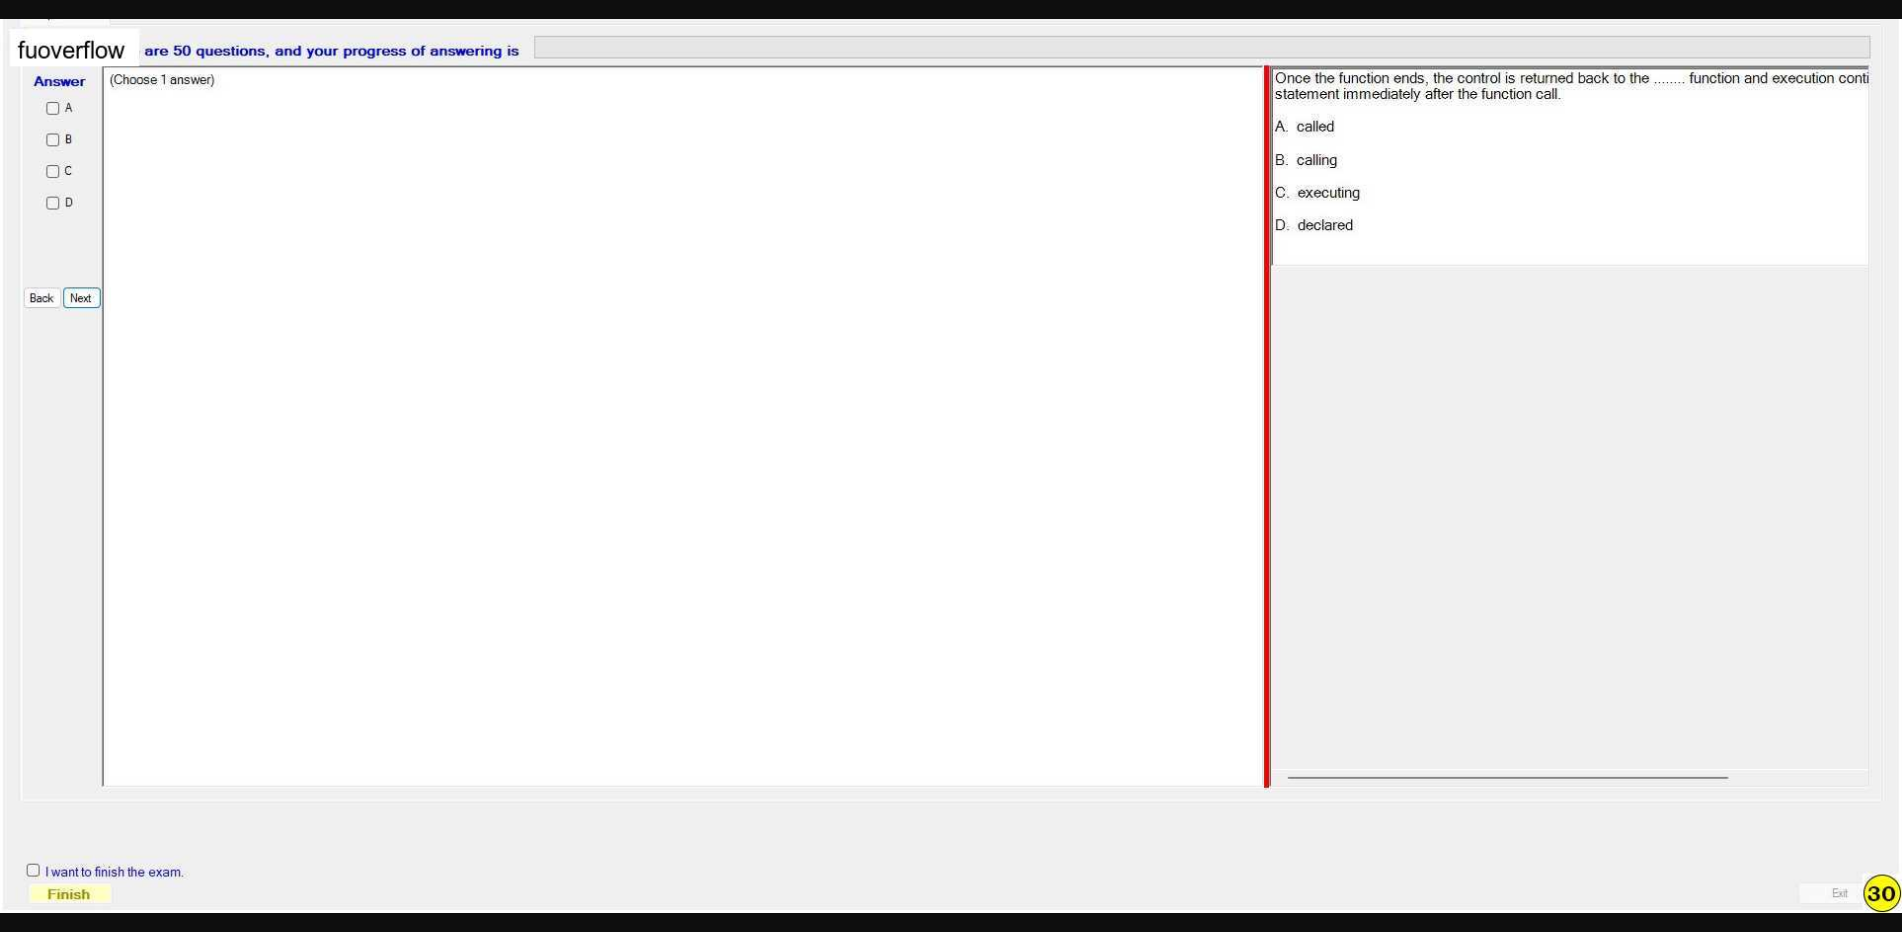 fuoverflow are 50 questions, and your progress of answering is
Answer
A
B
C
D
Back Next
(Choose 1 answer)
Once the function ends, the control is returned back to the ........ function and execution conti
statement immediately after the function call.
A. called
B. calling
C. executing
D. declared
I want to finish the exam.
Finish
Exit 30